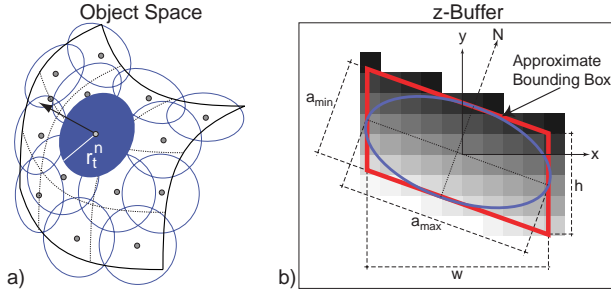 Object Space
r_t^n
a)
z-Buffer
y
N
Approximate
Bounding Box
a_min
x
h
a_max
w
b)